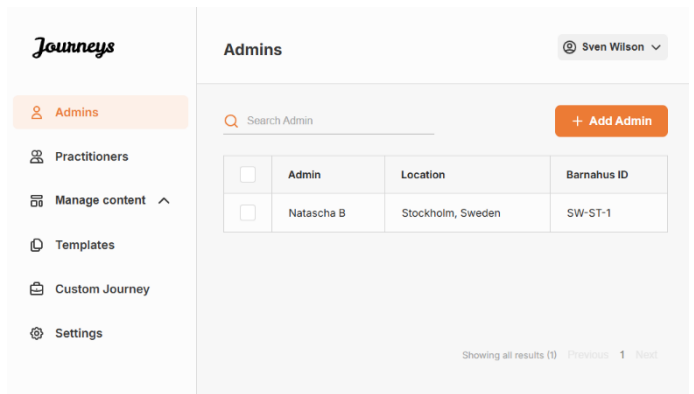 Journeys
Admins
Sven Wilson
Admins
Practitioners
Manage content
Templates
Custom Journey
Settings
Search Admin
+ Add Admin
Admin Location Barnahus ID
Natascha B Stockholm, Sweden SW-ST-1
Showing all results (1) Previous 1 Next